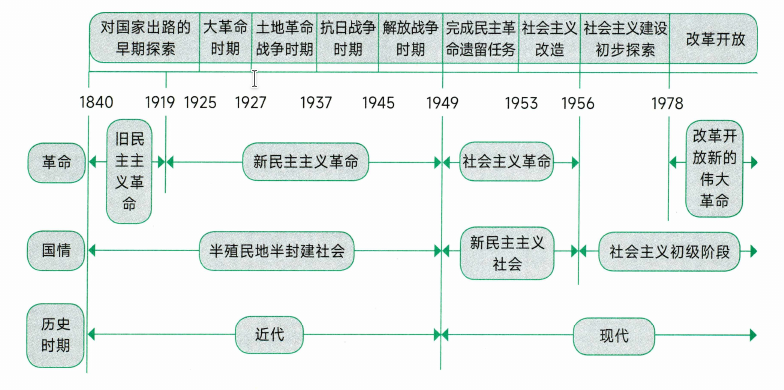 对国家出路的
早期探索
大革命
时期
土地革命
战争时期
抗日战争
时期
解放战争
时期
完成民主革
命遗留任务
社会主义
改造
社会主义建设
初步探索
改革开放
1840
1919
1925
1927
1937
1945
1949
1953
1956
1978
革命
旧民
主主
义革
命
新民主主义革命
社会主义革命
改革开
放新的
伟大
革命
国情
半殖民地半封建社会
新民主主义
社会
社会主义初级阶段
历史
时期
近代
现代